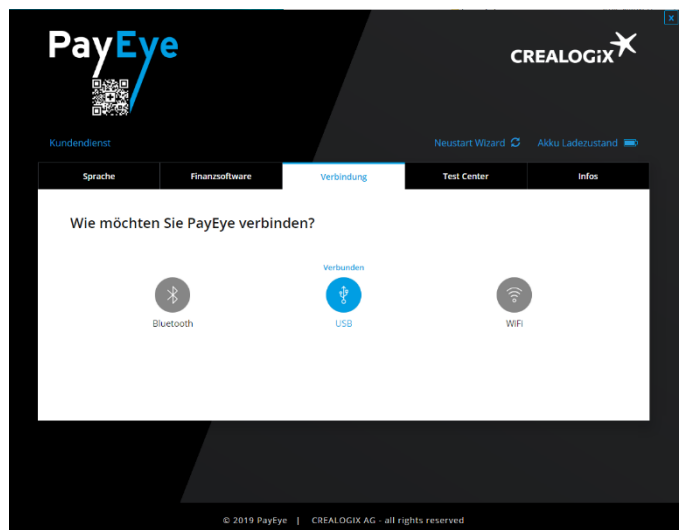 PayEye
CREALOGiX
x
Kundendienst
Neustart Wizard
Akku Ladezustand
Sprache
Finanzsoftware
Verbindung
Test Center
Infos
Wie möchten Sie PayEye verbinden?
Verbunden
Bluetooth
USB
WIFI
© 2019 PayEye | CREALOGIX AG - all rights reserved